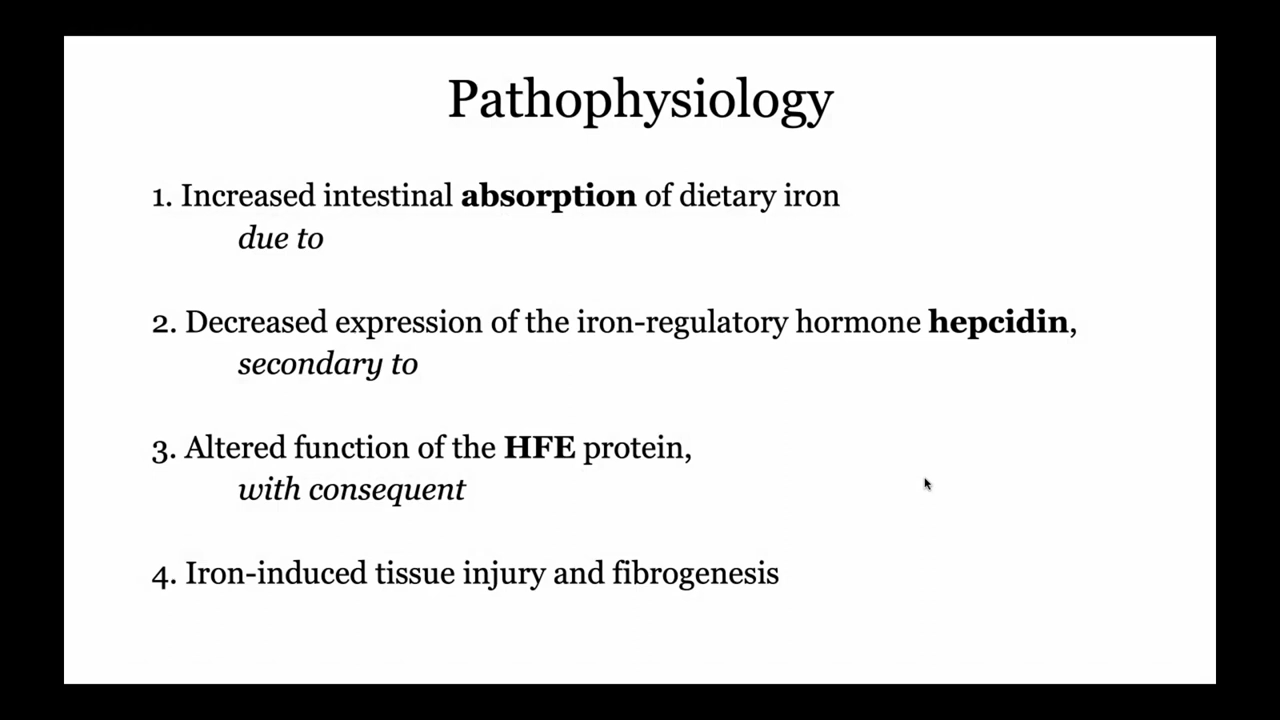 Pathophysiology
1. Increased intestinal absorption of dietary iron
due to
2. Decreased expression of the iron-regulatory hormone hepcidin,
secondary to
3. Altered function of the HFE protein,
with consequent
4. Iron-induced tissue injury and fibrogenesis